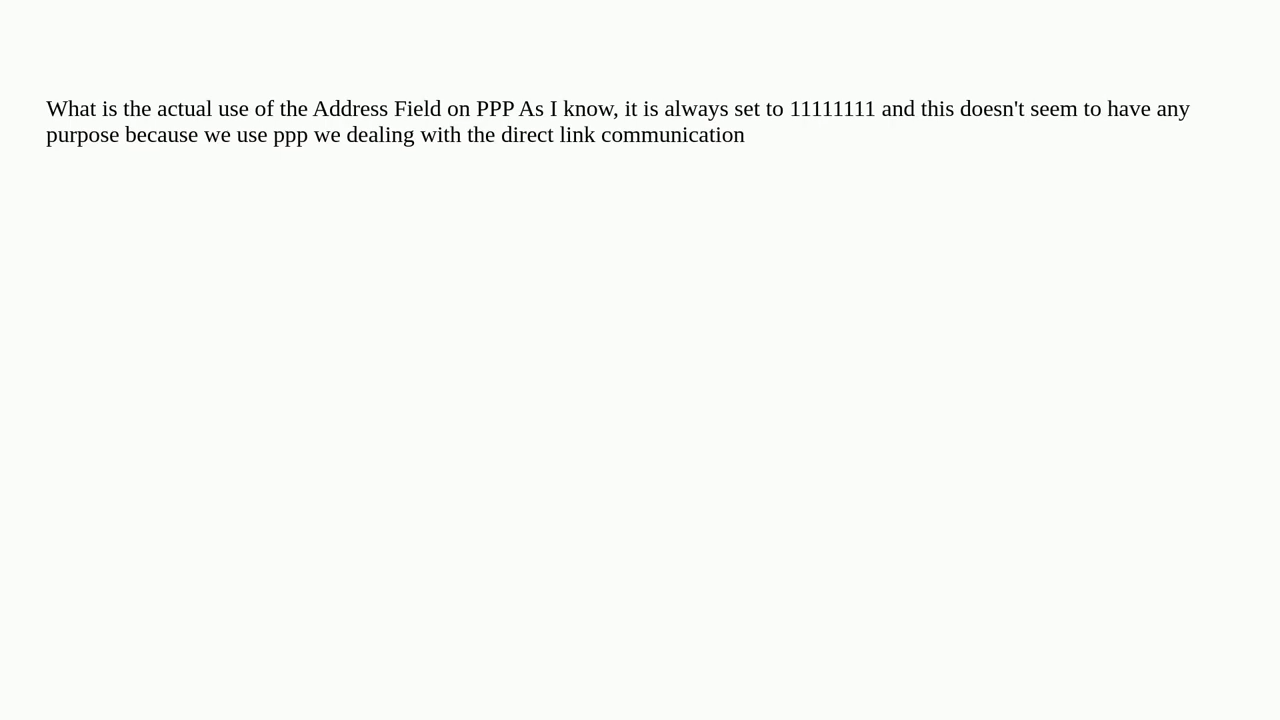 What is the actual use of the Address Field on PPP As I know, it is always set to 11111111 and this doesn't seem to have any
purpose because we use ppp we dealing with the direct link communication